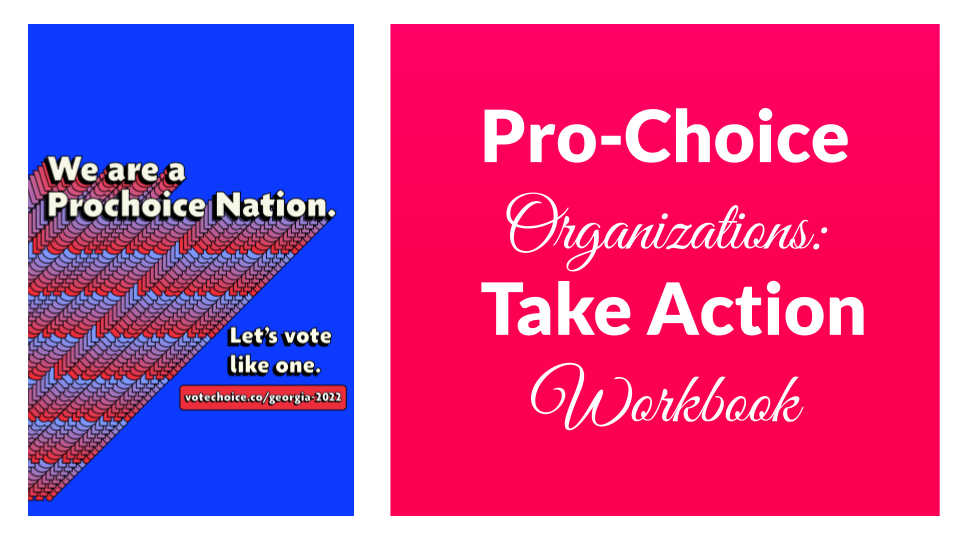 We are a
Prochoice Nation.
Let's vote
like one.
votechoice.co/georgia-2022
Pro-Choice
Organizations:
Take Action
Workbook